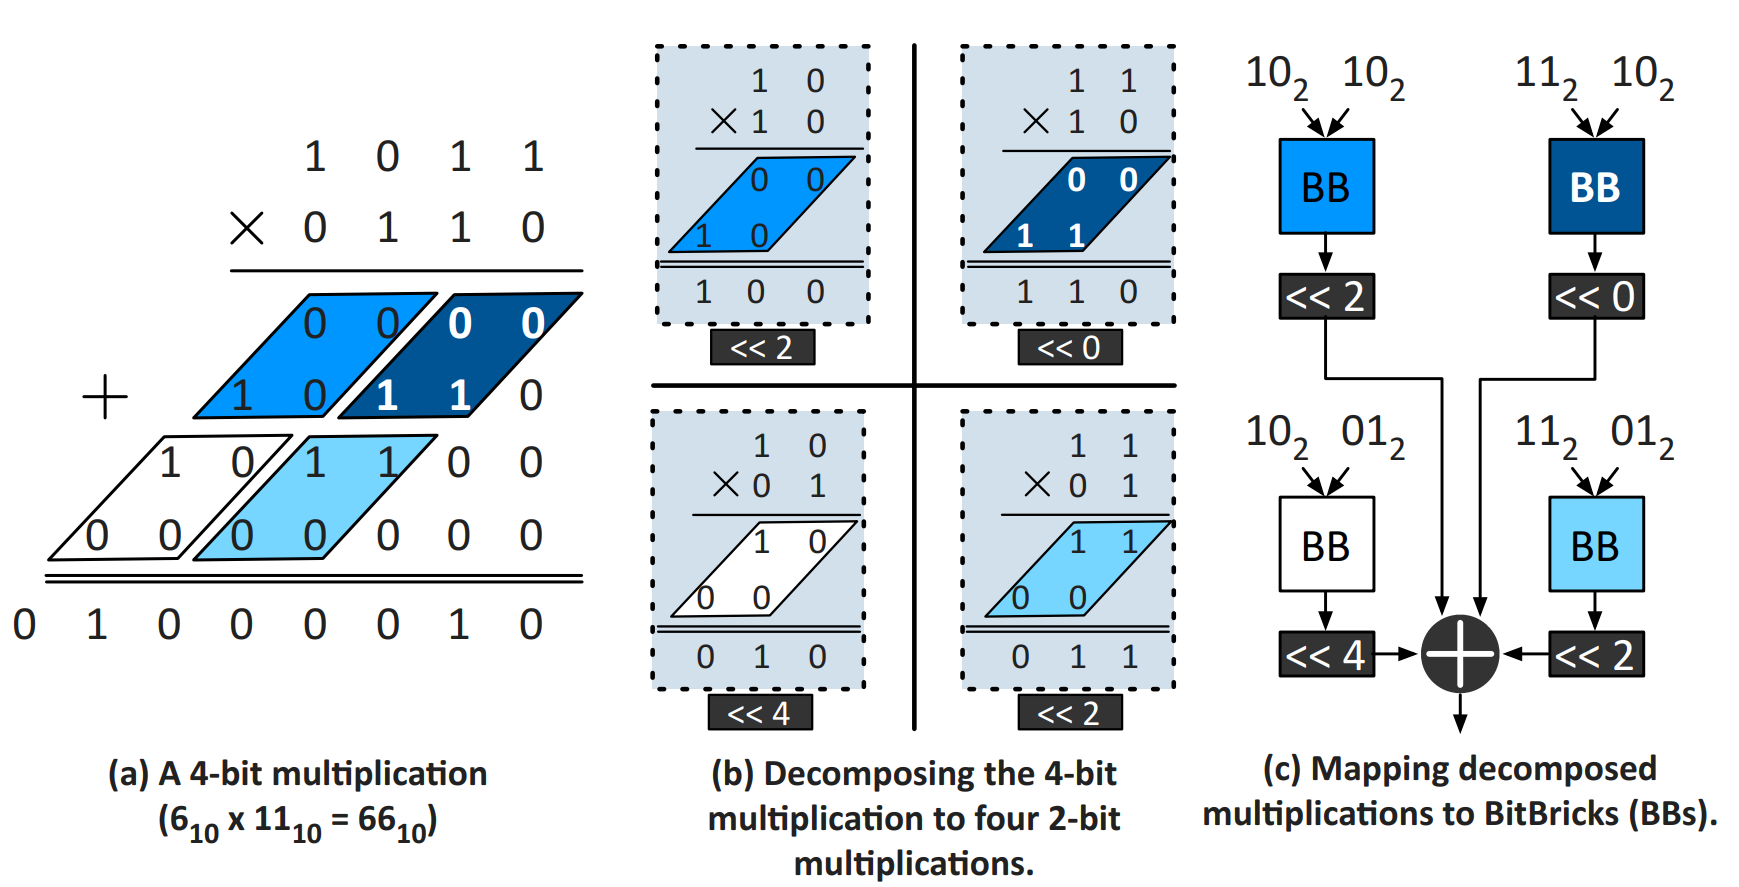 1 0 1 1
× 0 1 1 0
0 0 0 0
+ 1 0 1 1 0
1 0 1 1 0 0
0 0 0 0 0 0 0
0 1 0 0 0 0 1 0
(a) A 4-bit multiplication
(6₁₀ x 11₁₀ = 66₁₀)
1 0
× 1 0
0 0
1 0
1 0 0
<< 2
1 1
× 1 0
0 0
1 1
1 1 0
<< 0
1 0
× 0 1
1 0
0 0
0 1 0
<< 4
1 1
× 0 1
1 1
0 0
0 1 1
<< 2
(b) Decomposing the 4-bit
multiplication to four 2-bit
multiplications.
10₂ 10₂
BB
<< 2
11₂ 10₂
BB
<< 0
10₂ 01₂
BB
<< 4
11₂ 01₂
BB
<< 2
+
(c) Mapping decomposed
multiplications to BitBricks (BBs).